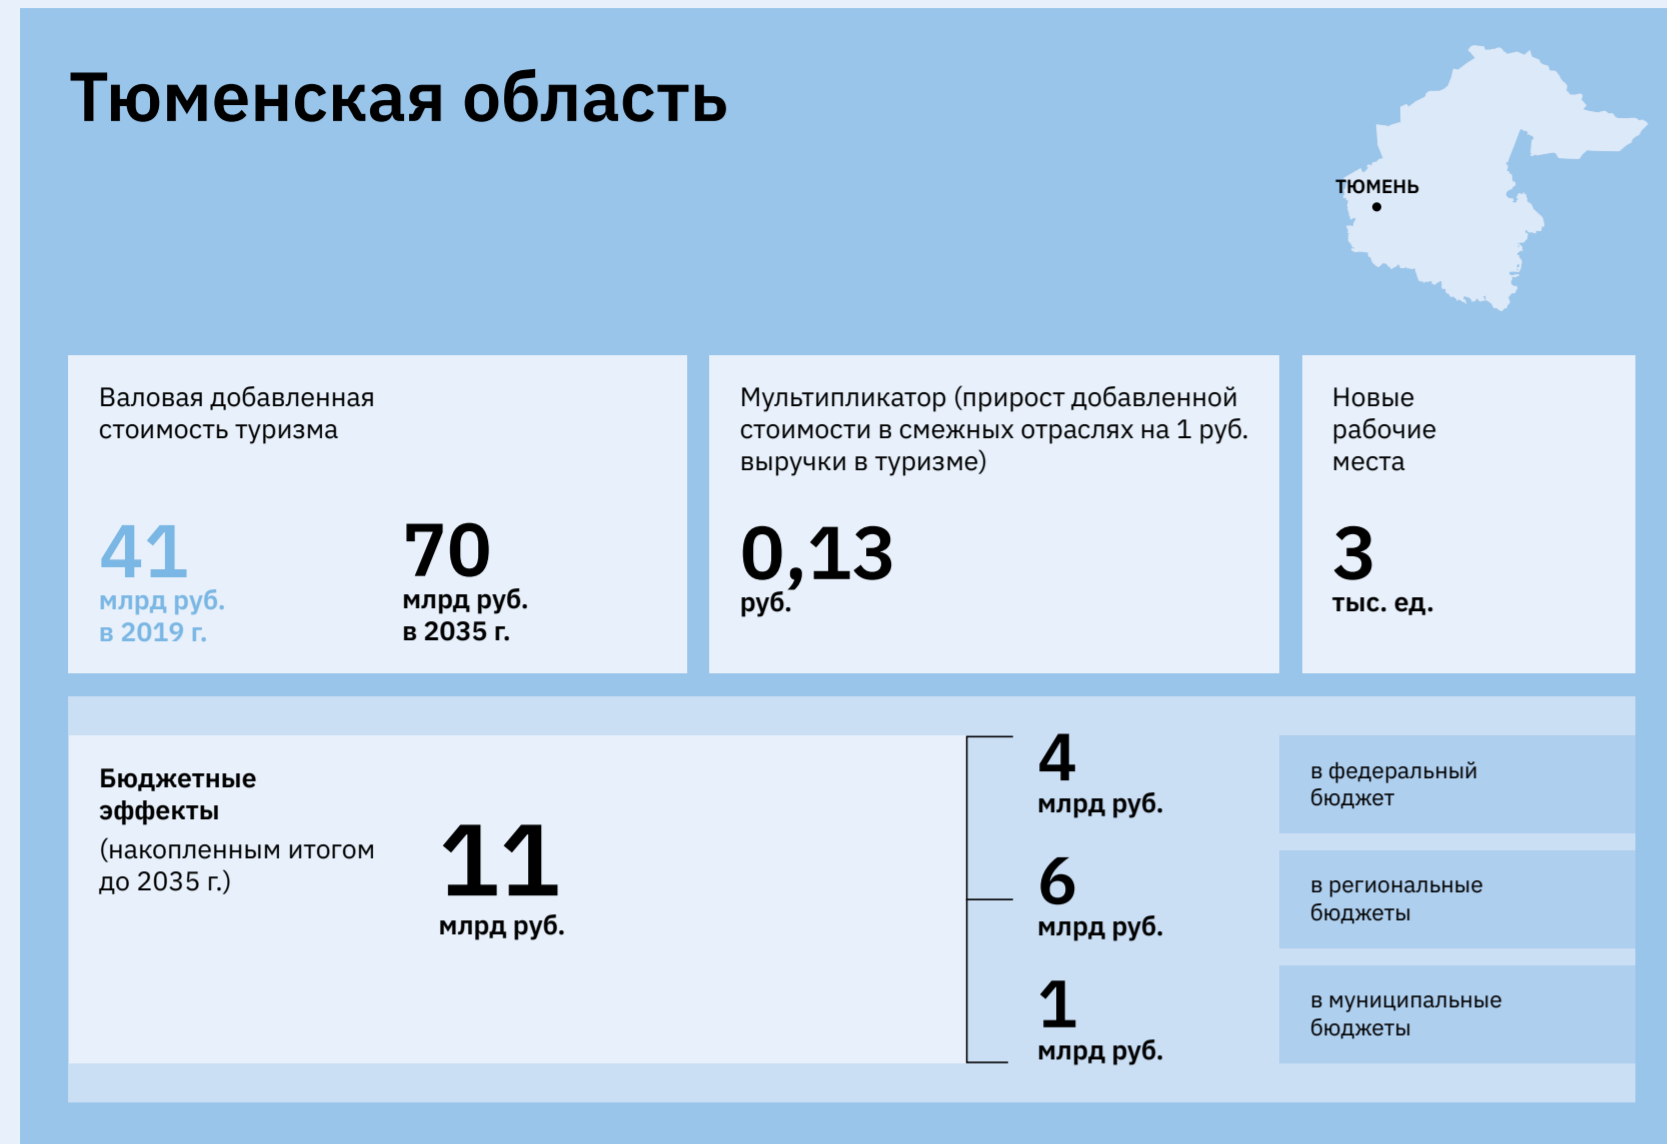 Тюменская область
ТЮМЕНЬ
Валовая добавленная
стоимость туризма
41
млрд руб.
в 2019 г.
70
млрд руб.
в 2035 г.
Мультипликатор (прирост добавленной
стоимости в смежных отраслях на 1 руб.
выручки в туризме)
0,13
руб.
Новые
рабочие
места
3
тыс. ед.
Бюджетные
эффекты
(накопленным итогом
до 2035 г.)
11
млрд руб.
4
млрд руб.
в федеральный
бюджет
6
млрд руб.
в региональные
бюджеты
1
млрд руб.
в муниципальные
бюджеты